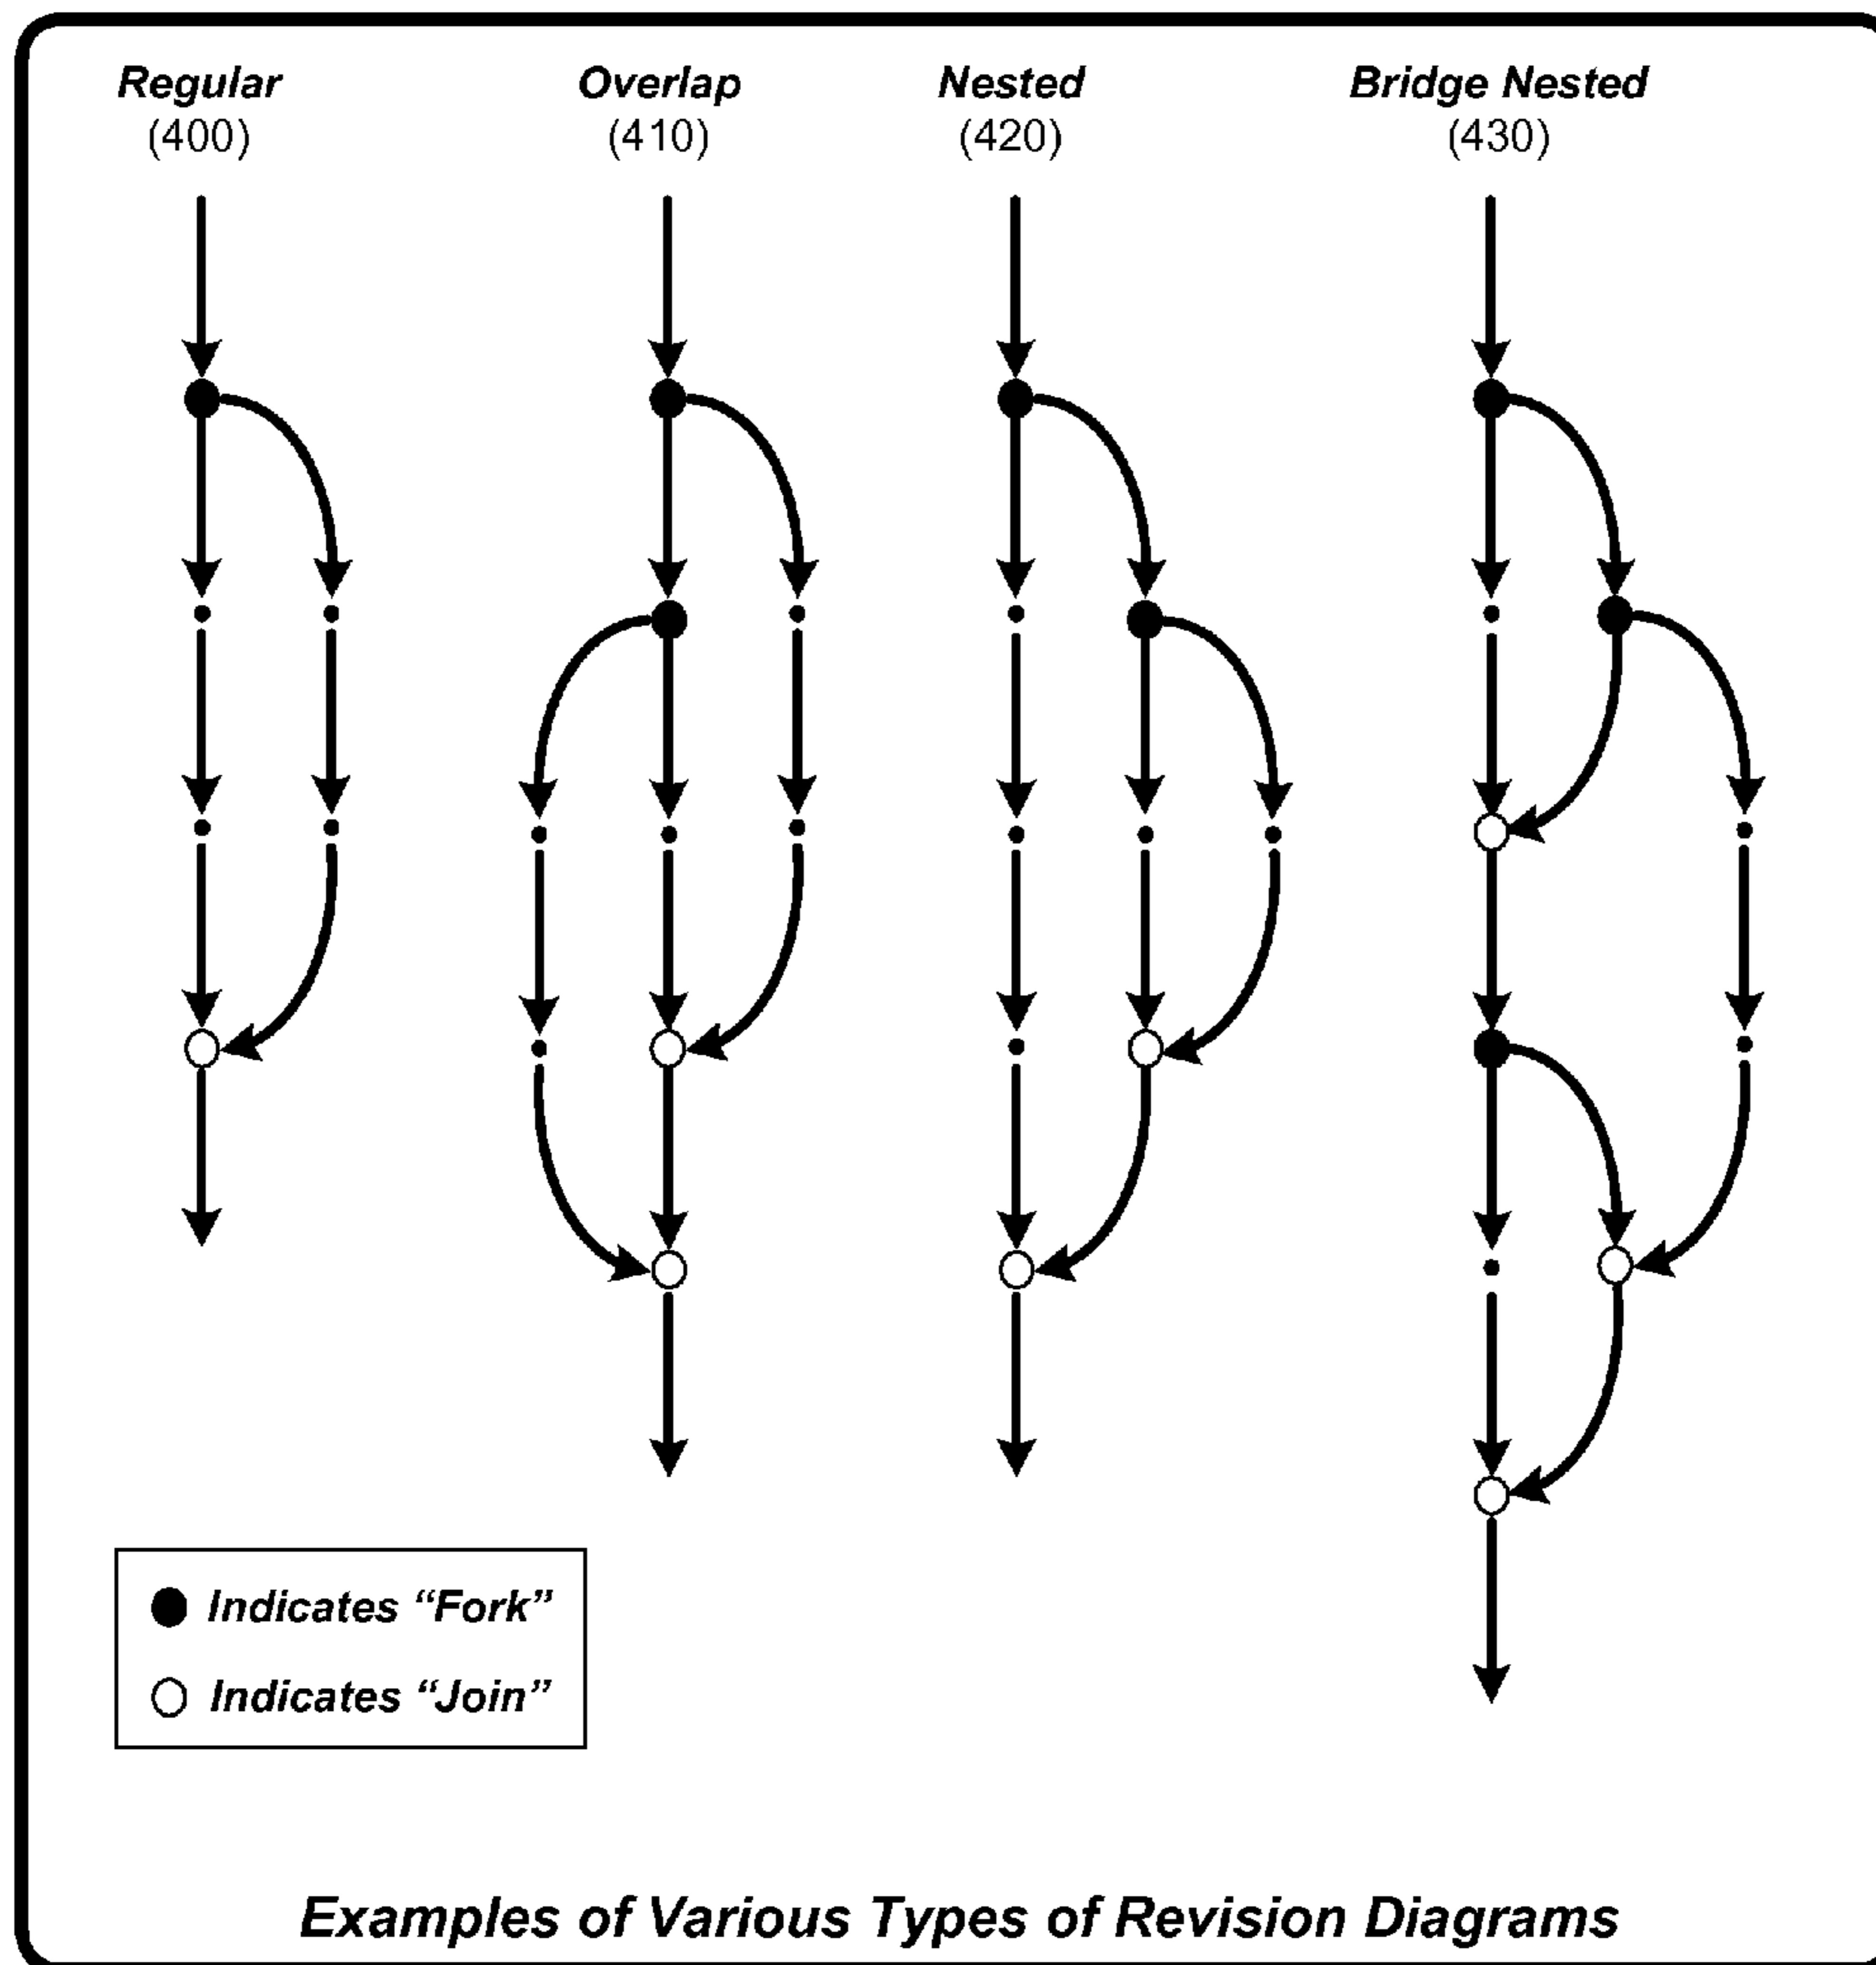 Regular
(400)
Overlap
(410)
Nested
(420)
Bridge Nested
(430)
Indicates “Fork”
Indicates “Join”
Examples of Various Types of Revision Diagrams